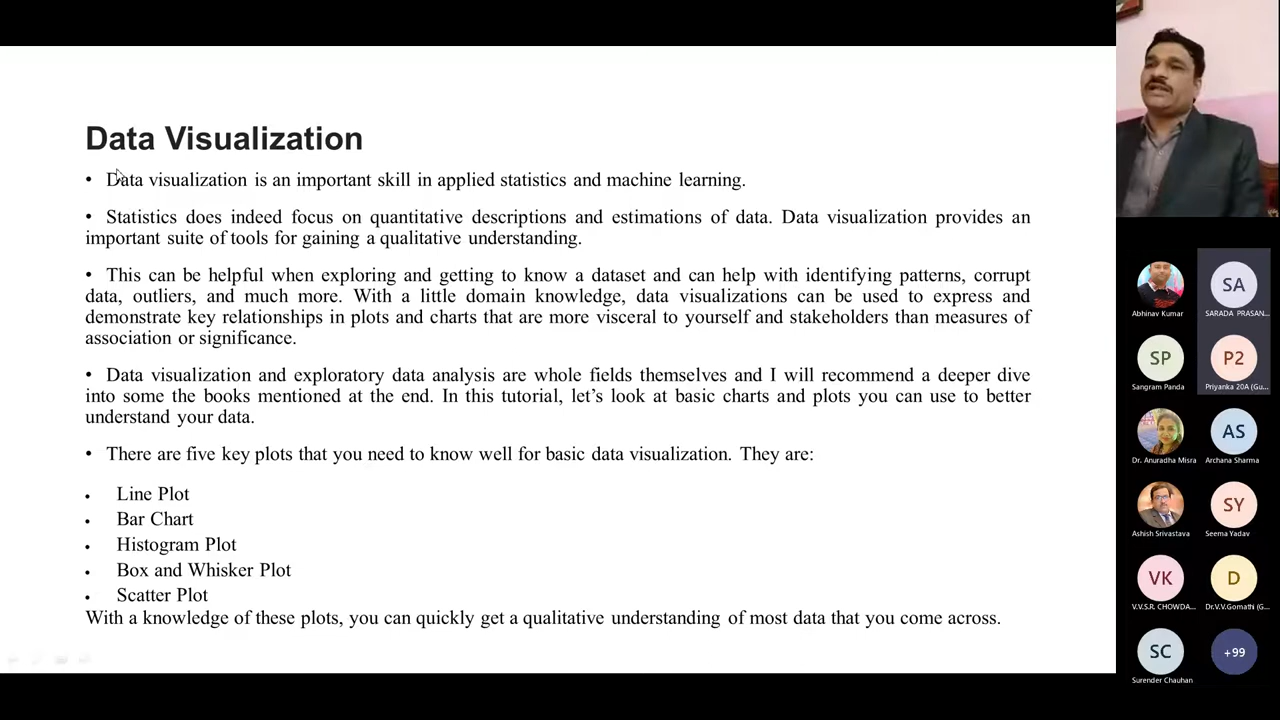 Data Visualization
• Data visualization is an important skill in applied statistics and machine learning.
• Statistics does indeed focus on quantitative descriptions and estimations of data. Data visualization provides an
important suite of tools for gaining a qualitative understanding.
• This can be helpful when exploring and getting to know a dataset and can help with identifying patterns, corrupt
data, outliers, and much more. With a little domain knowledge, data visualizations can be used to express and
demonstrate key relationships in plots and charts that are more visceral to yourself and stakeholders than measures of
association or significance.
• Data visualization and exploratory data analysis are whole fields themselves and I will recommend a deeper dive
into some the books mentioned at the end. In this tutorial, let’s look at basic charts and plots you can use to better
understand your data.
• There are five key plots that you need to know well for basic data visualization. They are:
• Line Plot
• Bar Chart
• Histogram Plot
• Box and Whisker Plot
• Scatter Plot
With a knowledge of these plots, you can quickly get a qualitative understanding of most data that you come across.
Abhinav Kumar
SA
SARADA PRASAN...
SP
Sangram Panda
P2
Priyanka 20A (Gu...
Dr. Anuradha Misra
AS
Archana Sharma
Ashish Srivastava
SY
Seema Yadav
VK
V.V.S.R. CHOWDA...
D
Dr.V.V.Gomathi (G...
SC
Surender Chauhan
+99